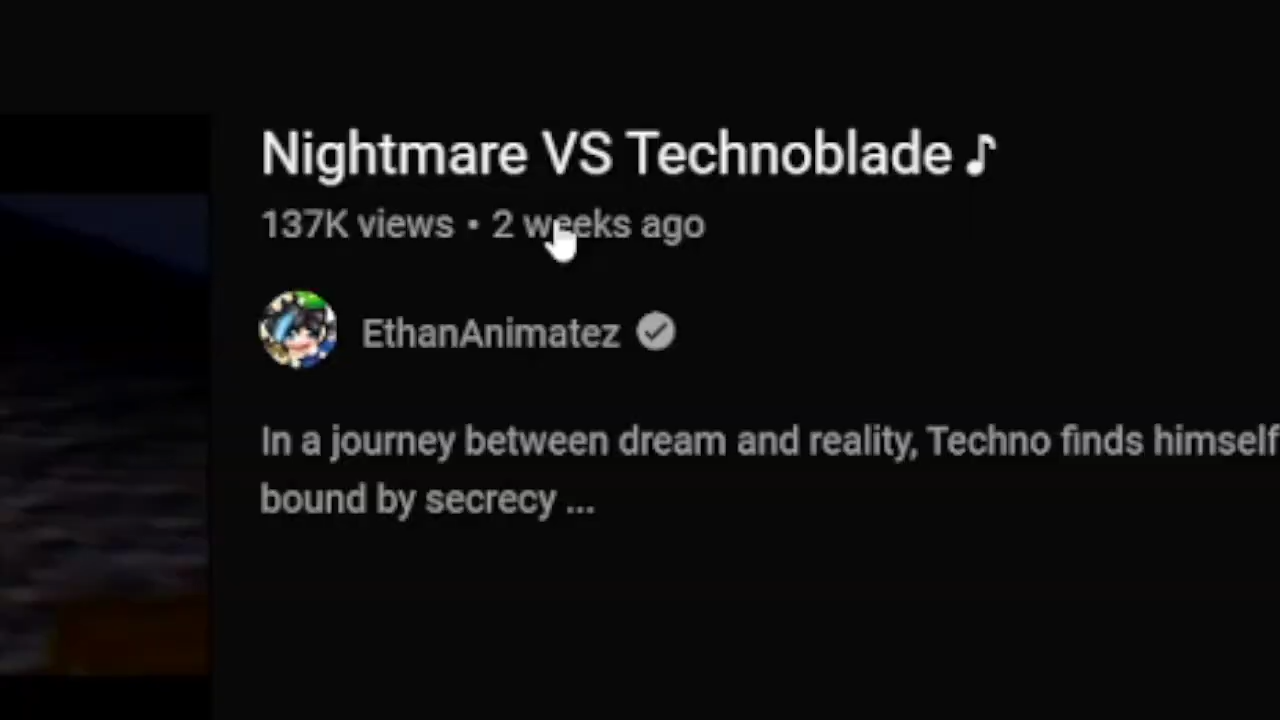 Nightmare VS Technoblade ♪
137K views • 2 weeks ago
EthanAnimatez
In a journey between dream and reality, Techno finds himself
bound by secrecy ...